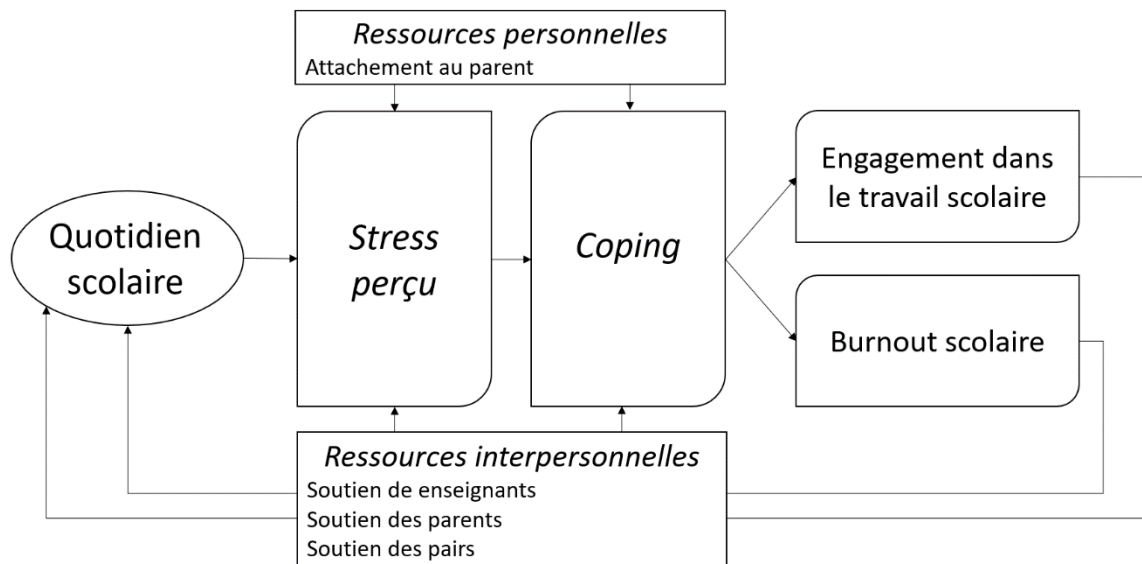 Ressources personnelles
Attachement au parent
Quotidien
scolaire
Stress
perçu
Coping
Engagement dans
le travail scolaire
Burnout scolaire
Ressources interpersonnelles
Soutien de enseignants
Soutien des parents
Soutien des pairs